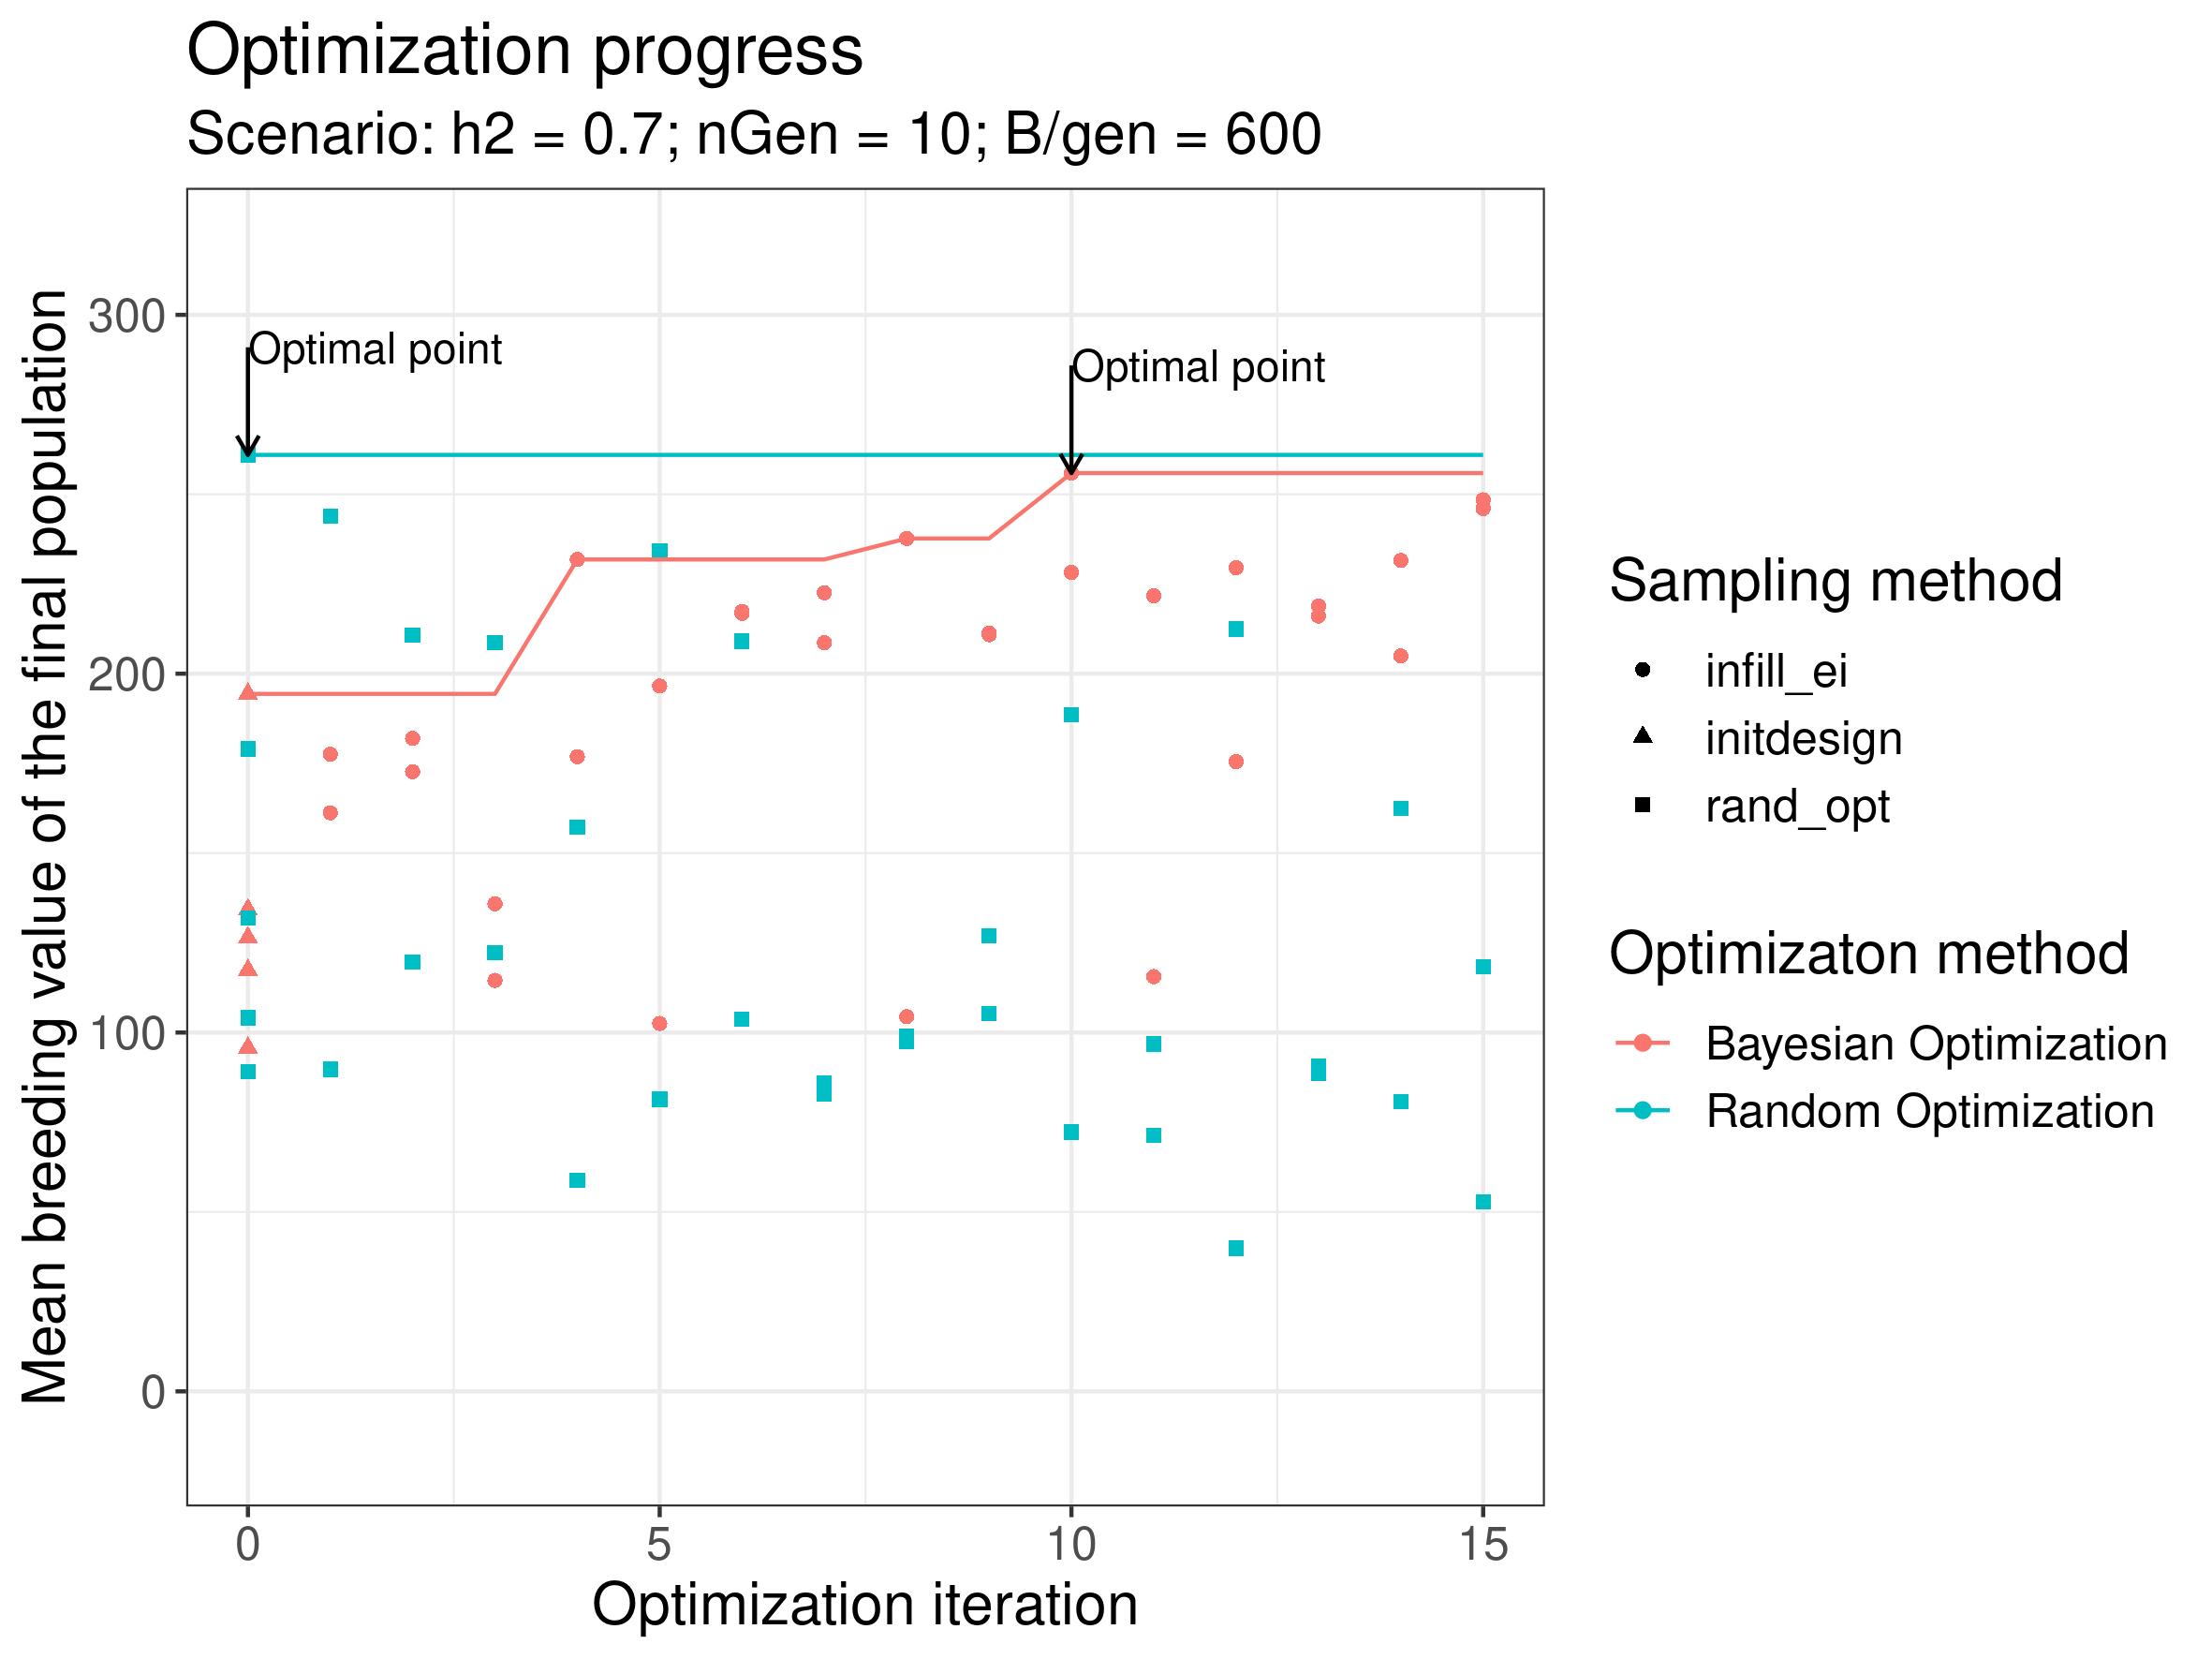 Optimization progress
Scenario: h2 = 0.7; nGen = 10; B/gen = 600
Mean breeding value of the final population
300
200
100
0
Optimal point
Optimal point
0
5
10
15
Optimization iteration
Sampling method
infill_ei
initdesign
rand_opt
Optimizaton method
Bayesian Optimization
Random Optimization